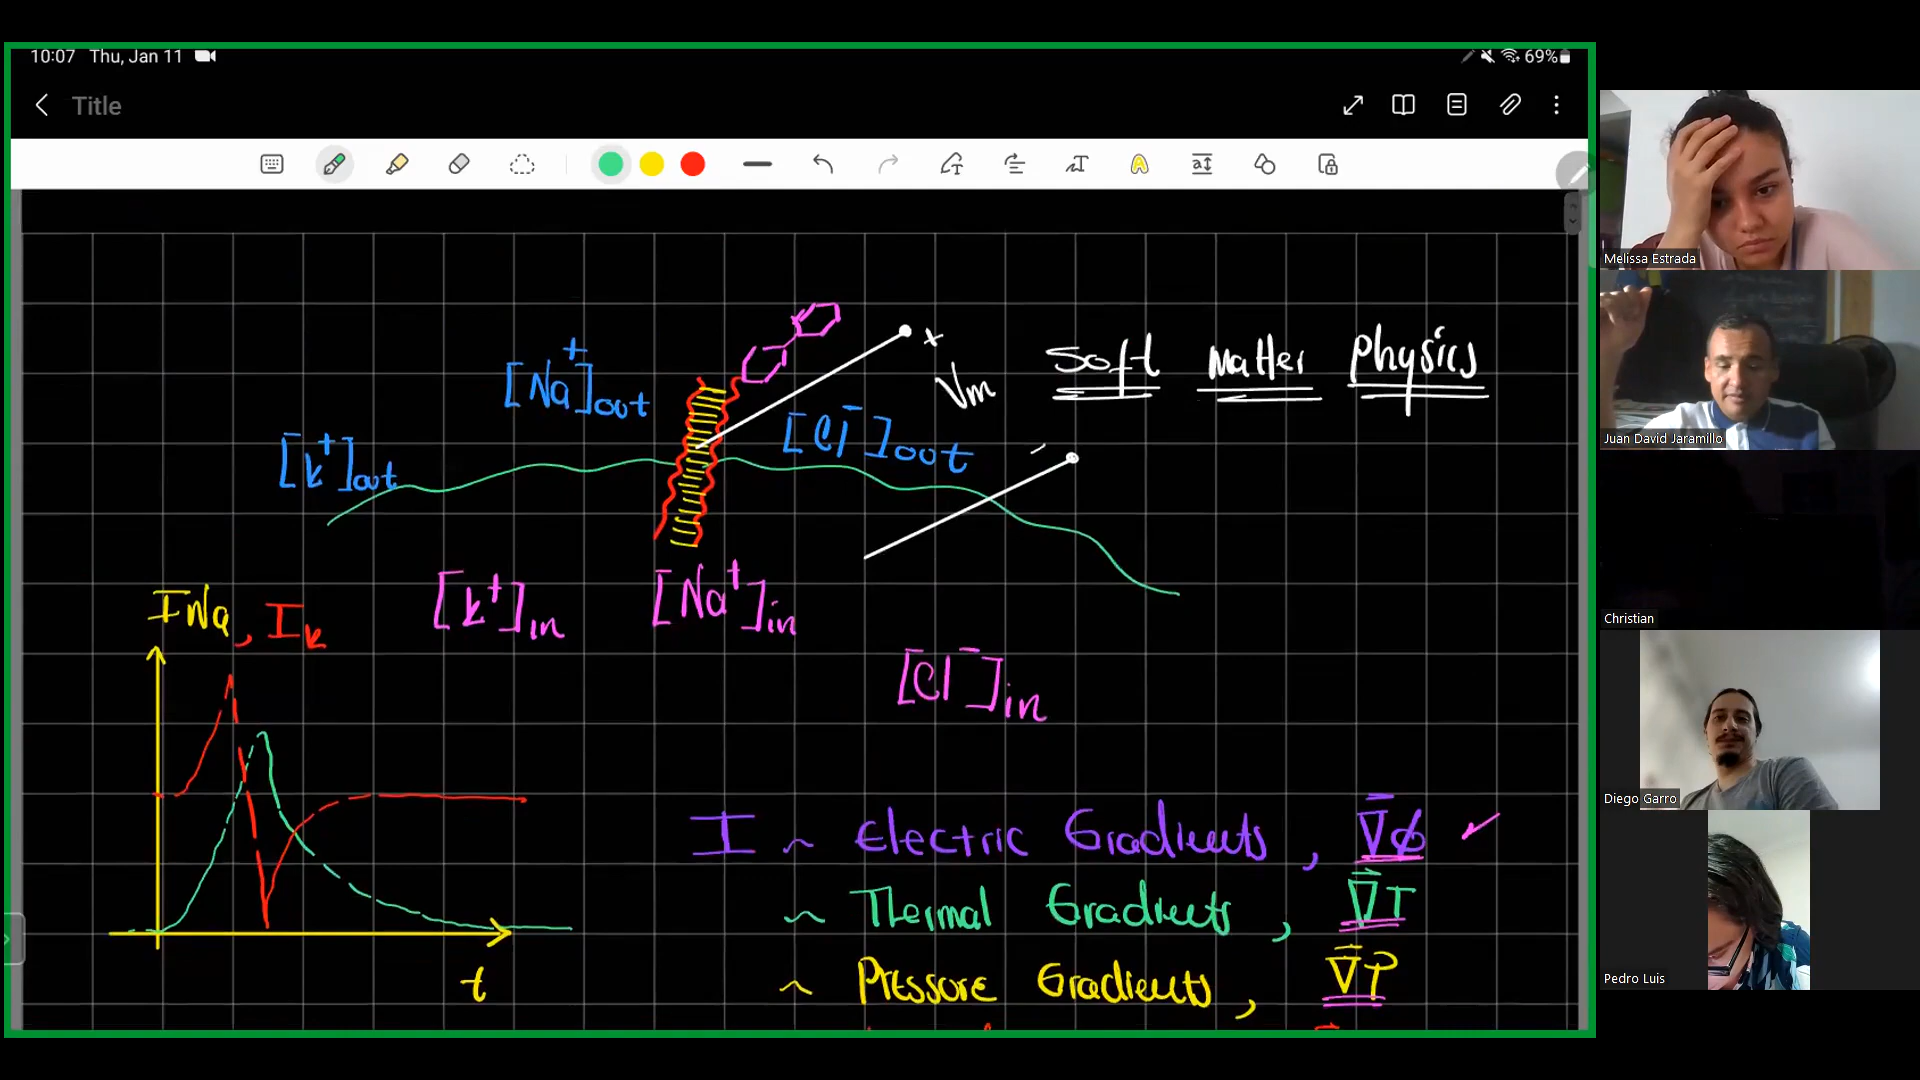 10:07 Thu, Jan 11
69%
Title
[Na⁺]out
+
Vm
Soft Matter Physics
[K⁺]out
[Cl⁻]out
-
INa, IK
[K⁺]in
[Na⁺]in
[Cl⁻]in
I ~ Electric Gradients, ∇⃗ϕ ✓
~ Thermal Gradients, ∇⃗T
~ Pressure Gradients, ∇⃗P
t
Melissa Estrada
Juan David Jaramillo
Christian
Diego Garro
Pedro Luis